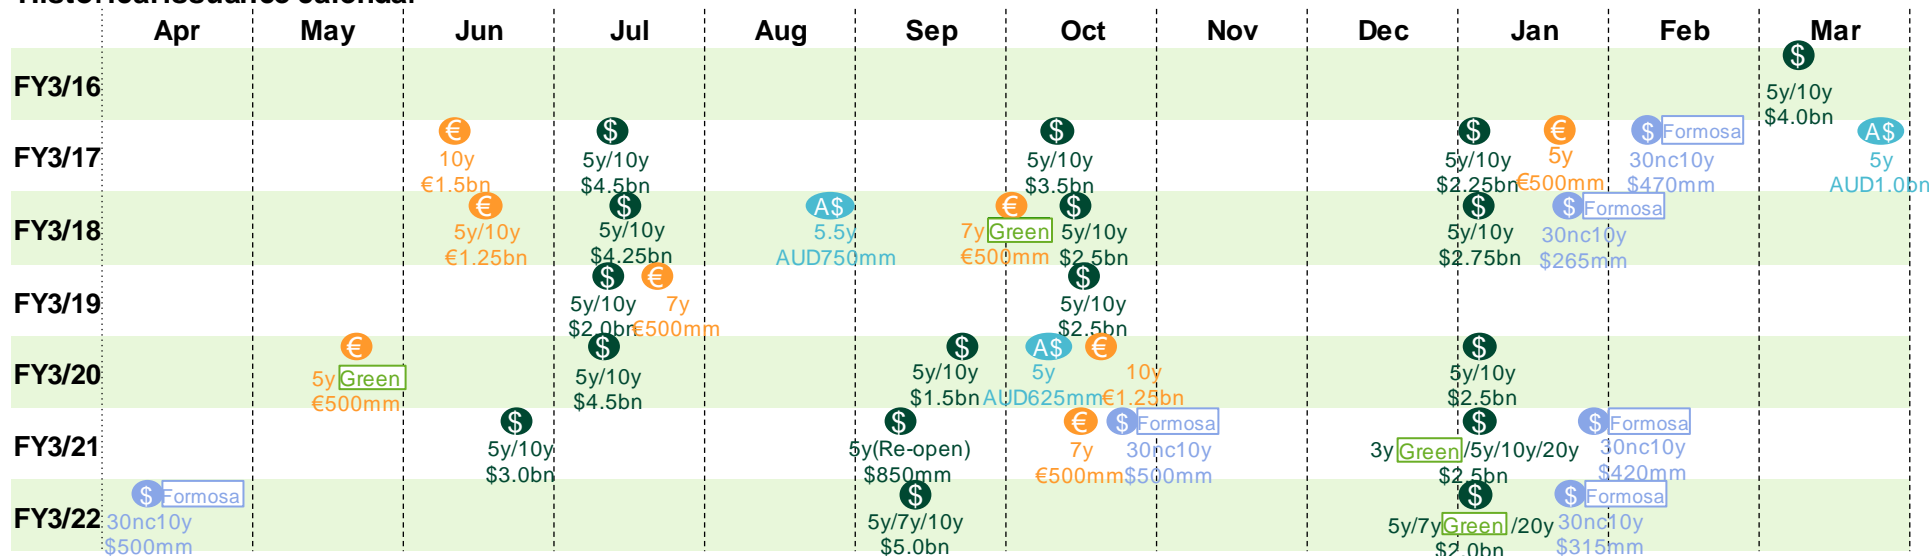 Historical issuance calendar
Apr May Jun Jul Aug Sep Oct Nov Dec Jan Feb Mar
FY3/16
$
5y/10y
$4.0bn
FY3/17
€
10y
€1.5bn
$
5y/10y
$4.5bn
$
5y/10y
$3.5bn
$
5y/10y
$2.25bn
€
5y
€500mm
$ Formosa
30nc10y
$470mm
A$
5y
AUD1.0bn
FY3/18
€
5y/10y
€1.25bn
$
5y/10y
$4.25bn
A$
5.5y
AUD750mm
€
7y Green
€500mm
$
5y/10y
$2.5bn
$
5y/10y
$2.75bn
$ Formosa
30nc10y
$265mm
FY3/19
$
5y/10y
$2.0bn
€
7y
€500mm
$
5y/10y
$2.5bn
FY3/20
€
5y Green
€500mm
$
5y/10y
$4.5bn
$
5y/10y
$1.5bn
A$
5y
AUD625mm
€
10y
€1.25bn
$
5y/10y
$2.5bn
FY3/21
$
5y/10y
$3.0bn
$
5y(Re-open)
$850mm
€
7y
€500mm
$ Formosa
30nc10y
$500mm
$
3y Green /5y/10y/20y
$2.5bn
$ Formosa
30nc10y
$420mm
FY3/22
$ Formosa
30nc10y
$500mm
$
5y/7y/10y
$5.0bn
$
5y/7y Green /20y
$2.0bn
$ Formosa
30nc10y
$315mm